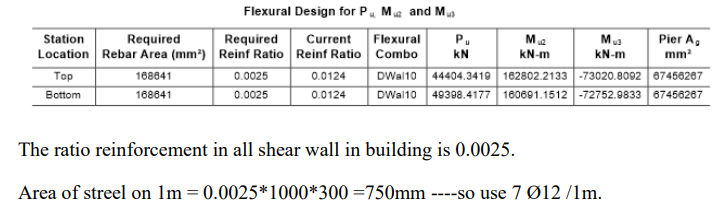 Flexural Design for Pu, Mu2 and Mu3
Station Location Required Rebar Area (mm²) Required Reinf Ratio Current Reinf Ratio Flexural Combo Pu kN Mu2 kN-m Mu3 kN-m Pier Ag mm²
Top 168641 0.0025 0.0124 DWal10 44404.3419 162802.2133 -73020.8092 67456267
Bottom 168641 0.0025 0.0124 DWal10 49398.4177 160691.1512 -72752.9833 67456267
The ratio reinforcement in all shear wall in building is 0.0025.
Area of streel on 1m = 0.0025*1000*300 =750mm ----so use 7 Ø12 /1m.